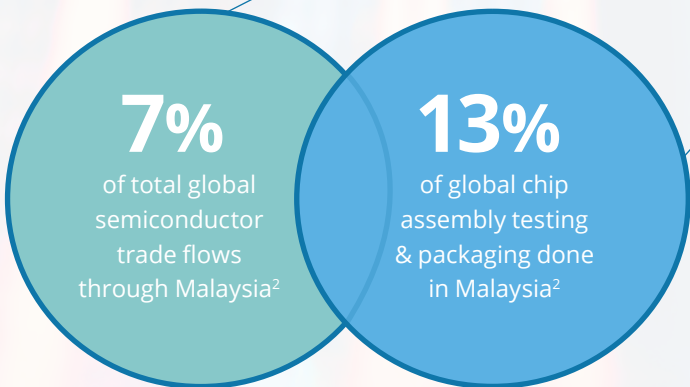 7%
of total global
semiconductor
trade flows
through Malaysia²
13%
of global chip
assembly testing
& packaging done
in Malaysia²